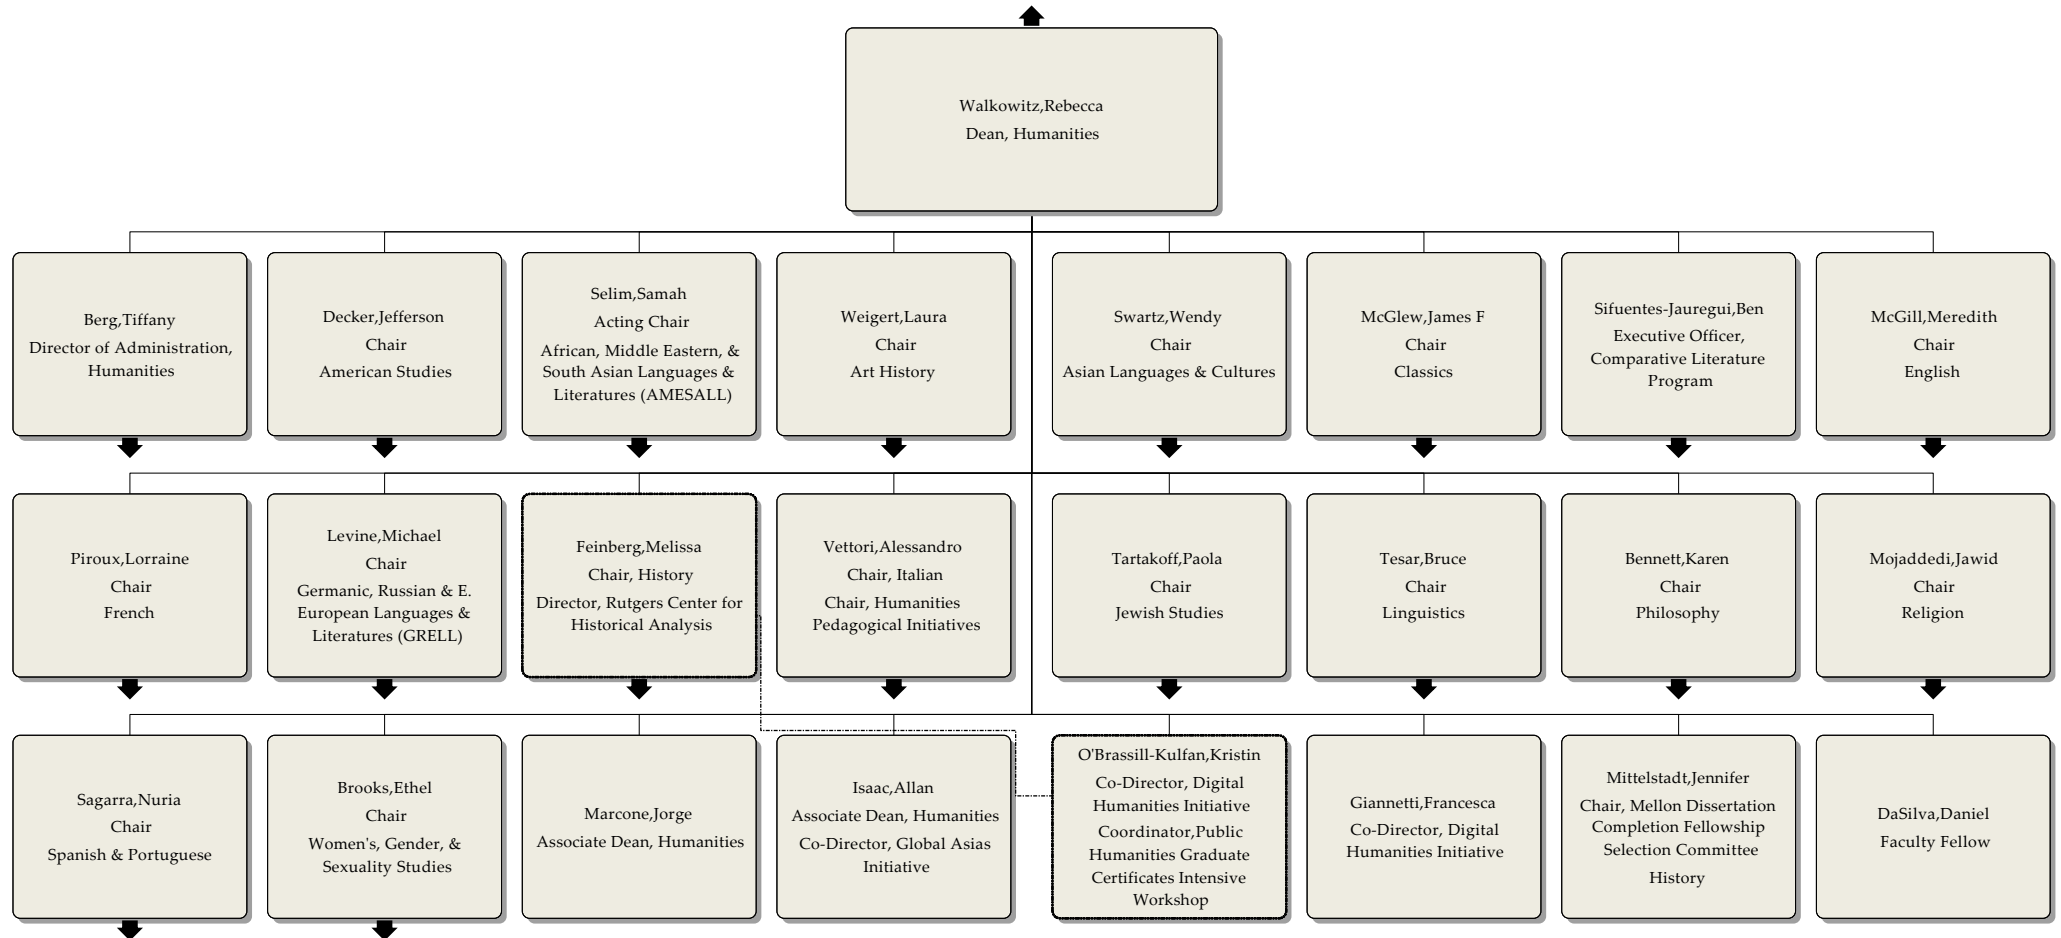 Walkowitz,Rebecca
Dean, Humanities
Berg,Tiffany
Director of Administration,
Humanities
Decker,Jefferson
Chair
American Studies
Selim,Samah
Acting Chair
African, Middle Eastern, &
South Asian Languages &
Literatures (AMESALL)
Weigert,Laura
Chair
Art History
Swartz,Wendy
Chair
Asian Languages & Cultures
McGlew,James F
Chair
Classics
Sifuentes-Jauregui,Ben
Executive Officer,
Comparative Literature
Program
McGill,Meredith
Chair
English
Piroux,Lorraine
Chair
French
Levine,Michael
Chair
Germanic, Russian & E.
European Languages &
Literatures (GRELL)
Feinberg,Melissa
Chair, History
Director, Rutgers Center for
Historical Analysis
Vettori,Alessandro
Chair, Italian
Chair, Humanities
Pedagogical Initiatives
Tartakoff,Paola
Chair
Jewish Studies
Tesar,Bruce
Chair
Linguistics
Bennett,Karen
Chair
Philosophy
Mojaddedi,Jawid
Chair
Religion
Sagarra,Nuria
Chair
Spanish & Portuguese
Brooks,Ethel
Chair
Women's, Gender, &
Sexuality Studies
Marcone,Jorge
Associate Dean, Humanities
Isaac,Allan
Associate Dean, Humanities
Co-Director, Global Asias
Initiative
O'Brassill-Kulfan,Kristin
Co-Director, Digital
Humanities Initiative
Coordinator,Public
Humanities Graduate
Certificates Intensive
Workshop
Giannetti,Francesca
Co-Director, Digital
Humanities Initiative
Mittelstadt,Jennifer
Chair, Mellon Dissertation
Completion Fellowship
Selection Committee
History
DaSilva,Daniel
Faculty Fellow